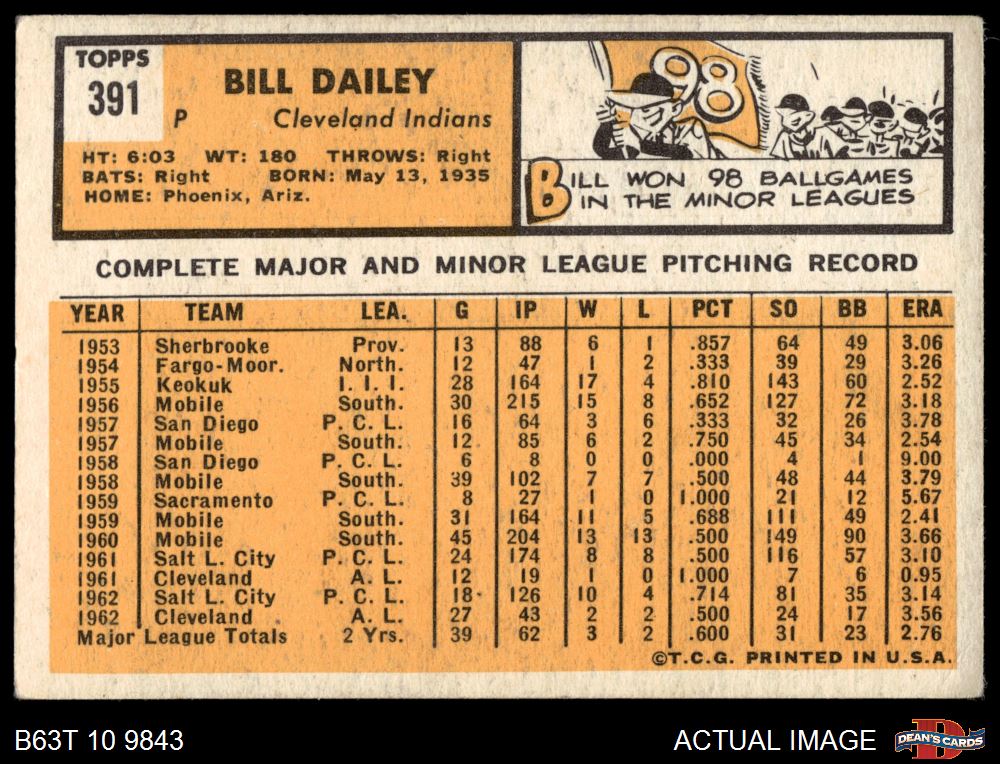 TOPPS
391
BILL DAILEY
P Cleveland Indians
HT: 6:03 WT: 180 THROWS: Right
BATS: Right BORN: May 13, 1935
HOME: Phoenix, Ariz.
98
BILL WON 98 BALLGAMES
IN THE MINOR LEAGUES
COMPLETE MAJOR AND MINOR LEAGUE PITCHING RECORD
YEAR TEAM LEA. G IP W L PCT SO BB ERA
1953 Sherbrooke Prov. 13 88 6 1 .857 64 49 3.06
1954 Fargo-Moor. North. 12 47 1 2 .333 39 29 3.26
1955 Keokuk I. I. I. 28 164 17 4 .810 143 60 2.52
1956 Mobile South. 30 215 15 8 .652 127 72 3.18
1957 San Diego P. C. L. 16 64 3 6 .333 32 26 3.78
1957 Mobile South. 12 85 6 2 .750 45 34 2.54
1958 San Diego P. C. L. 6 8 0 0 .000 4 1 9.00
1958 Mobile South. 39 102 7 7 .500 48 44 3.79
1959 Sacramento P. C. L. 8 27 1 0 1.000 21 12 5.67
1959 Mobile South. 31 164 11 5 .688 111 49 2.41
1960 Mobile South. 45 204 13 13 .500 149 90 3.66
1961 Salt L. City P. C. L. 24 174 8 8 .500 116 57 3.10
1961 Cleveland A. L. 12 19 1 0 1.000 7 6 0.95
1962 Salt L. City P. C. L. 18 126 10 4 .714 81 35 3.14
1962 Cleveland A. L. 27 43 2 2 .500 24 17 3.56
Major League Totals 2 Yrs. 39 62 3 2 .600 31 23 2.76
©T.C.G. PRINTED IN U.S.A.
B63T 10 9843
ACTUAL IMAGE
DEAN'S CARDS